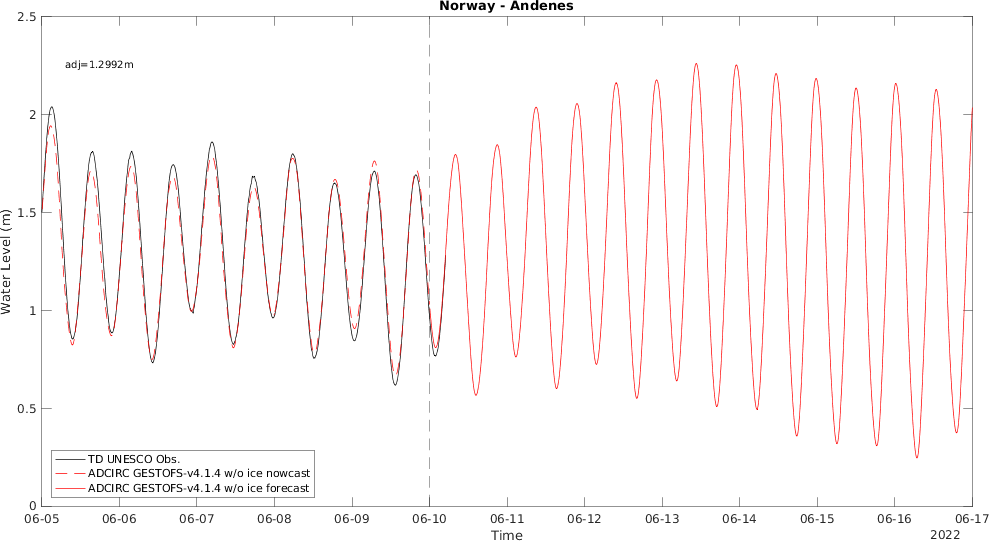 Norway - Andenes
2.5
adj=1.2992m
2
1.5
Water Level (m)
1
0.5
TD UNESCO Obs.
ADCIRC GESTOFS-v4.1.4 w/o ice nowcast
ADCIRC GESTOFS-v4.1.4 w/o ice forecast
0
06-05 06-06 06-07 06-08 06-09 06-10 06-11 06-12 06-13 06-14 06-15 06-16 06-17
Time
2022